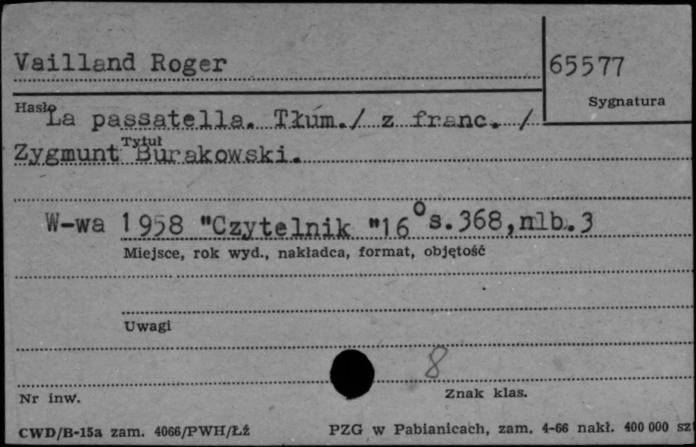 Vailland Roger
65577
Sygnatura
Hasło
La passatella. Tłum./ z franc. /
Tytuł
Zygmunt Burakowski.
W-wa 1958 "Czytelnik "16° s.368,nlb.3
Miejsce, rok wyd., nakładca, format, objętość
Uwagi
8
Nr inw.
Znak klas.
CWD/B-15a zam. 4066/PWH/Łź
PZG w Pabianicach, zam. 4-66 nakł. 400 000 sz